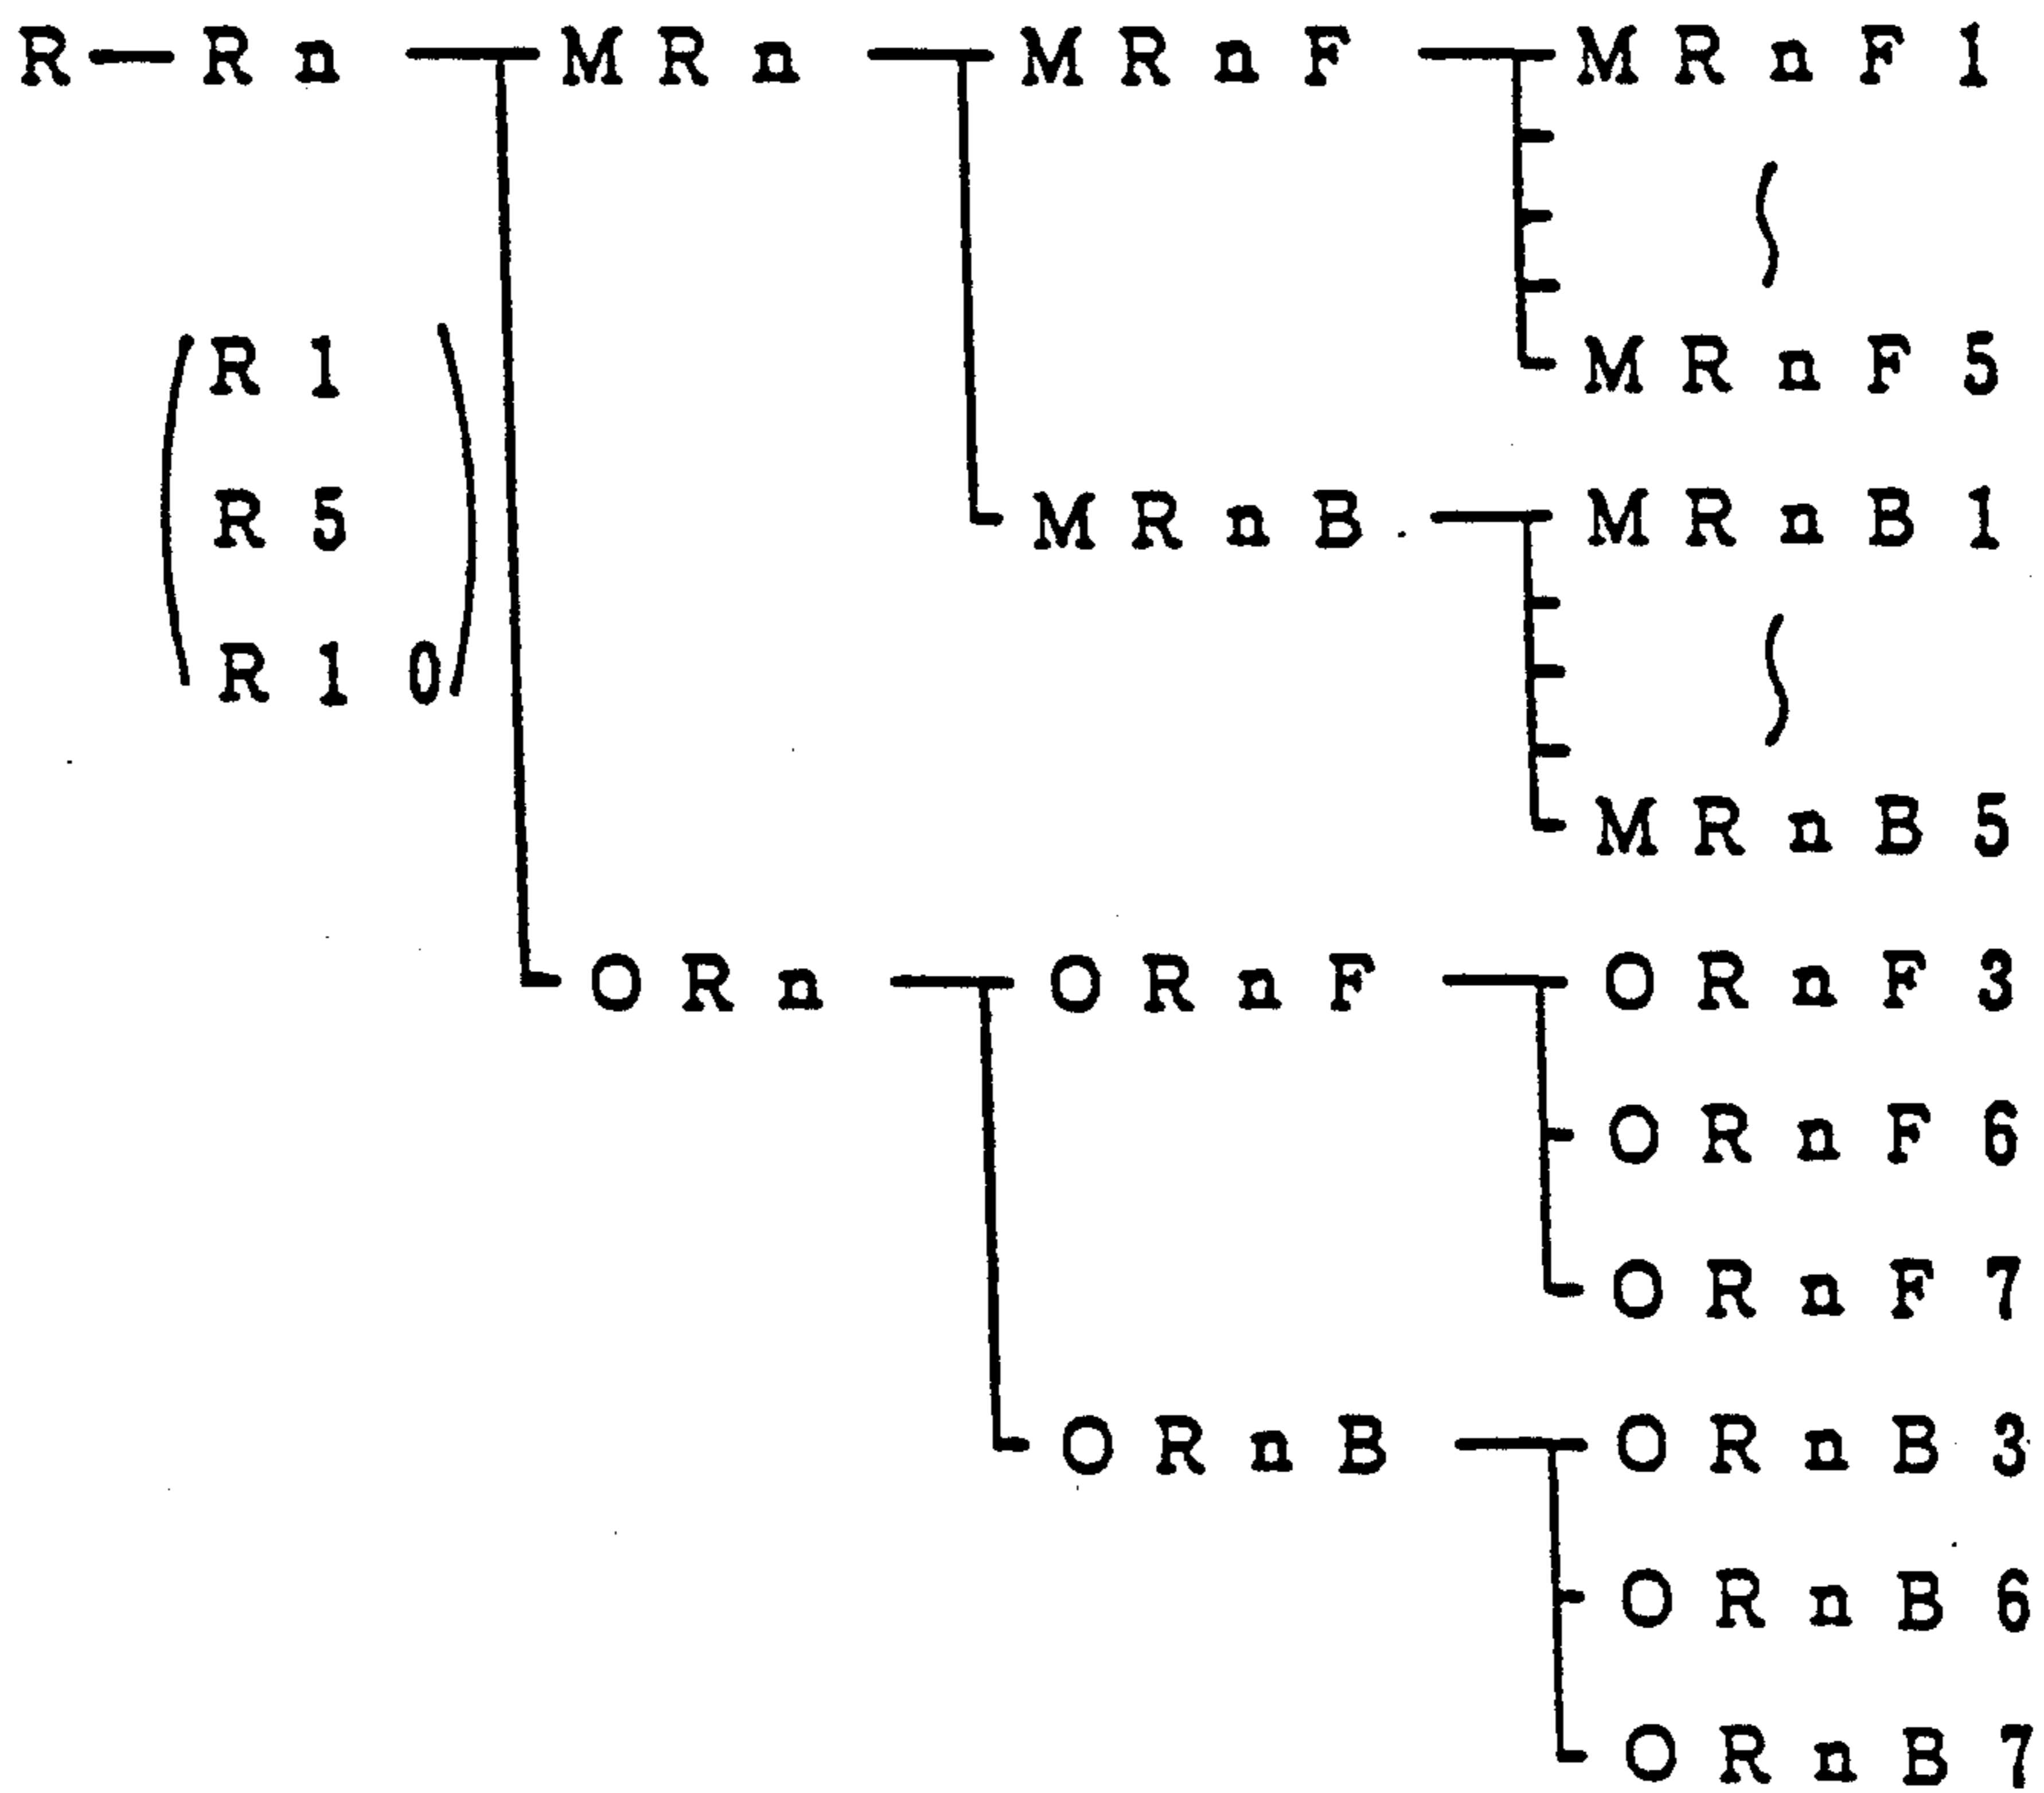 R Rn MRn MRnF MRnF1
R1 MRnF5
R5 MRnB MRnB1
R10
MRnB5
ORn ORnF ORnF3
ORnF6
ORnF7
ORnB ORnB3
ORnB6
ORnB7